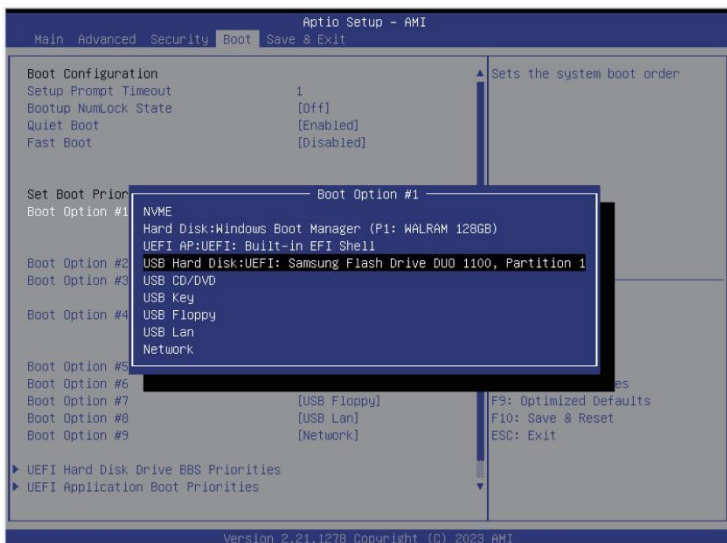 Aptio Setup - AMI
Main Advanced Security Boot Save & Exit
Boot Configuration
Setup Prompt Timeout 1
Bootup NumLock State [Off]
Quiet Boot [Enabled]
Fast Boot [Disabled]
Sets the system boot order
Set Boot Prior
Boot Option #1
Boot Option #2
Boot Option #3
Boot Option #4
Boot Option #5
Boot Option #6
Boot Option #7 [USB Floppy]
Boot Option #8 [USB Lan]
Boot Option #9 [Network]
UEFI Hard Disk Drive BBS Priorities
UEFI Application Boot Priorities
Boot Option #1
NVME
Hard Disk:Windows Boot Manager (P1: WALRAM 128GB)
UEFI AP:UEFI: Built-in EFI Shell
USB Hard Disk:UEFI: Samsung Flash Drive DUO 1100, Partition 1
USB CD/DVD
USB Key
USB Floppy
USB Lan
Network
es
F9: Optimized Defaults
F10: Save & Reset
ESC: Exit
Version 2.21.1278 Copyright (C) 2023 AMI